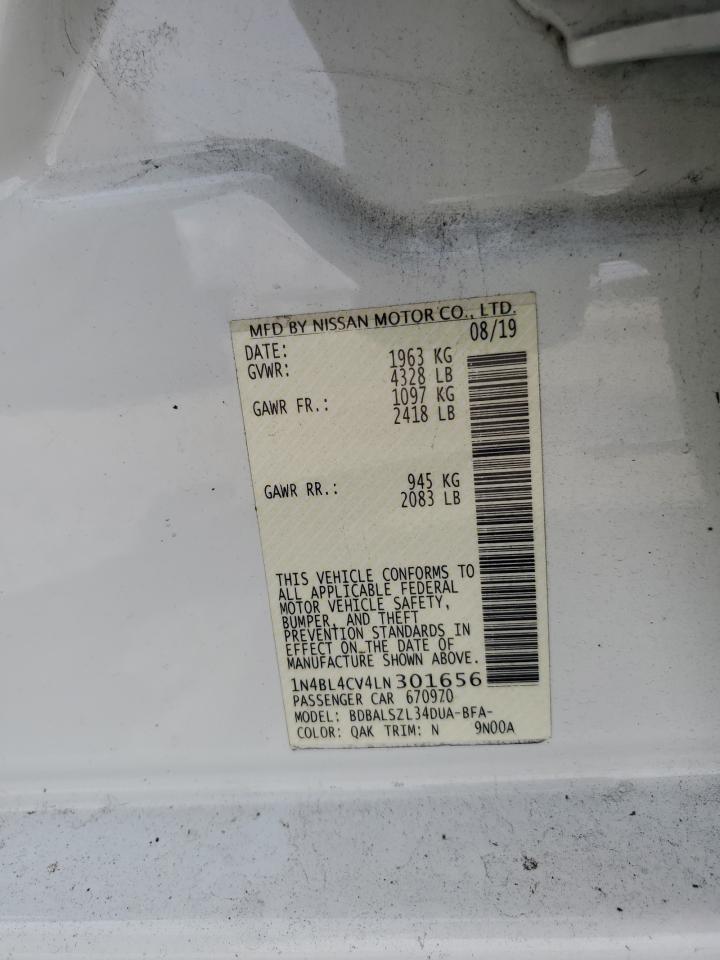 MFD BY NISSAN MOTOR CO., LTD.
DATE: 08/19
GVWR: 1963 KG
4328 LB
GAWR FR.: 1097 KG
2418 LB
GAWR RR.: 945 KG
2083 LB
THIS VEHICLE CONFORMS TO
ALL APPLICABLE FEDERAL
MOTOR VEHICLE SAFETY,
BUMPER, AND THEFT
PREVENTION STANDARDS IN
EFFECT ON THE DATE OF
MANUFACTURE SHOWN ABOVE.
1N4BL4CV4LN301656
PASSENGER CAR 670970
MODEL: BDBALSZL34DUA-BFA-
COLOR: QAK TRIM: N 9N00A